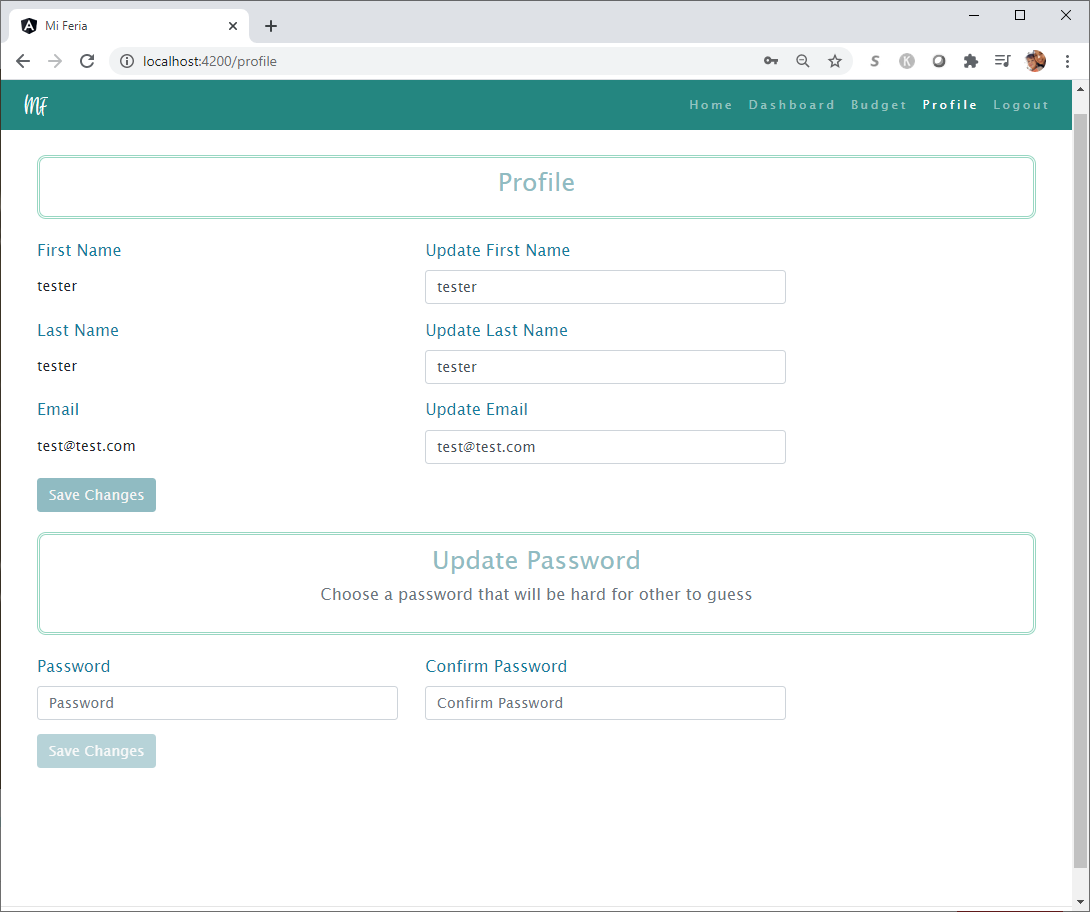 Mi Feria
localhost:4200/profile
MF
Home Dashboard Budget Profile Logout
Profile
First Name
Update First Name
tester
tester
Last Name
Update Last Name
tester
tester
Email
Update Email
test@test.com
test@test.com
Save Changes
Update Password
Choose a password that will be hard for other to guess
Password
Confirm Password
Password
Confirm Password
Save Changes